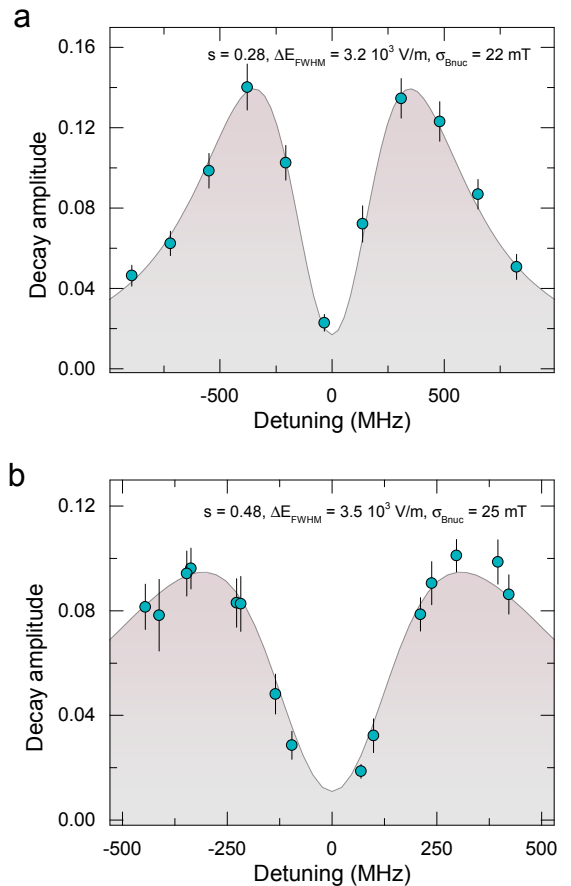 a
s = 0.28, ΔE_FWHM = 3.2 10³ V/m, σ_Bnuc = 22 mT
0.16
0.12
0.08
0.04
0.00
Decay amplitude
-500 0 500
Detuning (MHz)
b
s = 0.48, ΔE_FWHM = 3.5 10³ V/m, σ_Bnuc = 25 mT
0.12
0.08
0.04
0.00
Decay amplitude
-500 -250 0 250 500
Detuning (MHz)